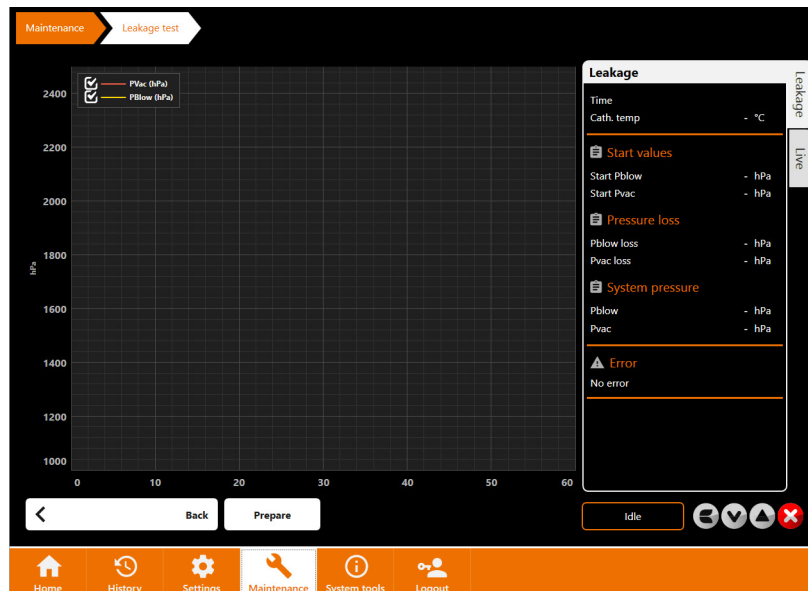 Maintenance
Leakage test
PVac (hPa)
PBlow (hPa)
2400
2200
2000
1800
1600
1400
1200
1000
hPa
0 10 20 30 40 50 60
Leakage
Time
Cath. temp - °C
Start values
Start Pblow - hPa
Start Pvac - hPa
Pressure loss
Pblow loss - hPa
Pvac loss - hPa
System pressure
Pblow - hPa
Pvac - hPa
Error
No error
Leakage
Live
Back
Prepare
Idle
Home
History
Settings
Maintenance
System tools
Logout